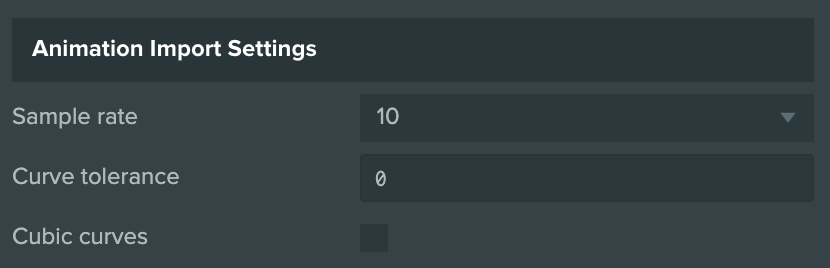 Animation Import Settings
Sample rate 10
Curve tolerance 0
Cubic curves